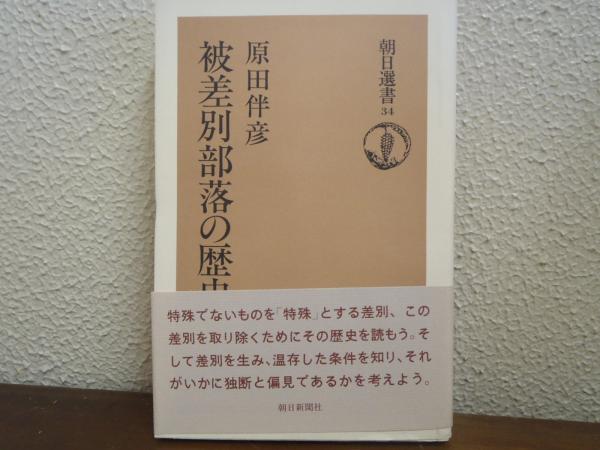 朝日選書 34
原田伴彦
被差別部落の歴史
特殊でないものを「特殊」とする差別、この
差別を取り除くためにその歴史を読もう。そ
して差別を生み、温存した条件を知り、それ
がいかに独断と偏見であるかを考えよう。
朝日新聞社